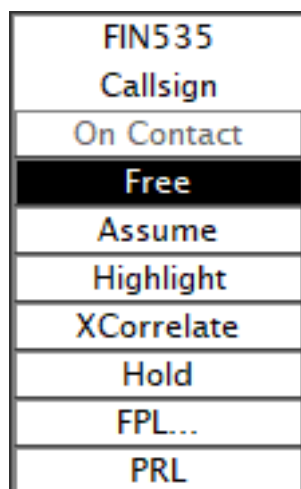 FIN535
Callsign
On Contact
Free
Assume
Highlight
XCorrelate
Hold
FPL...
PRL